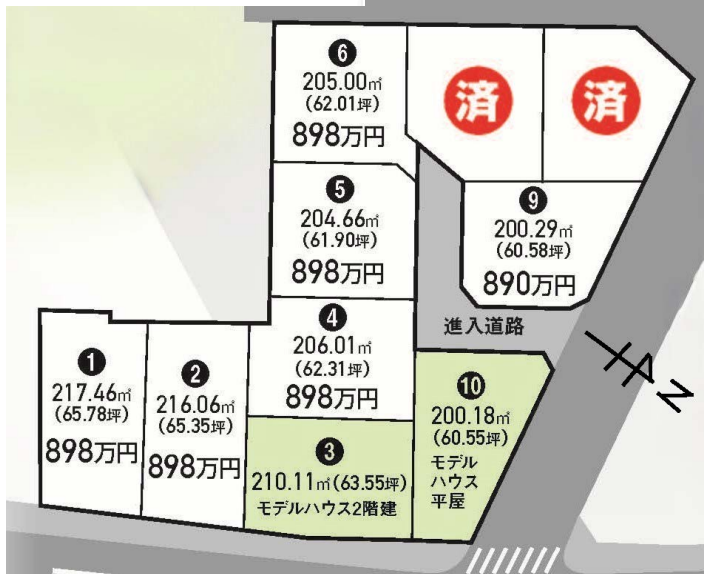 ❻
205.00㎡
(62.01坪)
898万円
済
済
❺
204.66㎡
(61.90坪)
898万円
❾
200.29㎡
(60.58坪)
890万円
進入道路
❹
206.01㎡
(62.31坪)
898万円
❶
217.46㎡
(65.78坪)
898万円
❷
216.06㎡
(65.35坪)
898万円
❸
210.11㎡(63.55坪)
モデルハウス2階建
❿
200.18㎡
(60.55坪)
モデル
ハウス
平屋
N